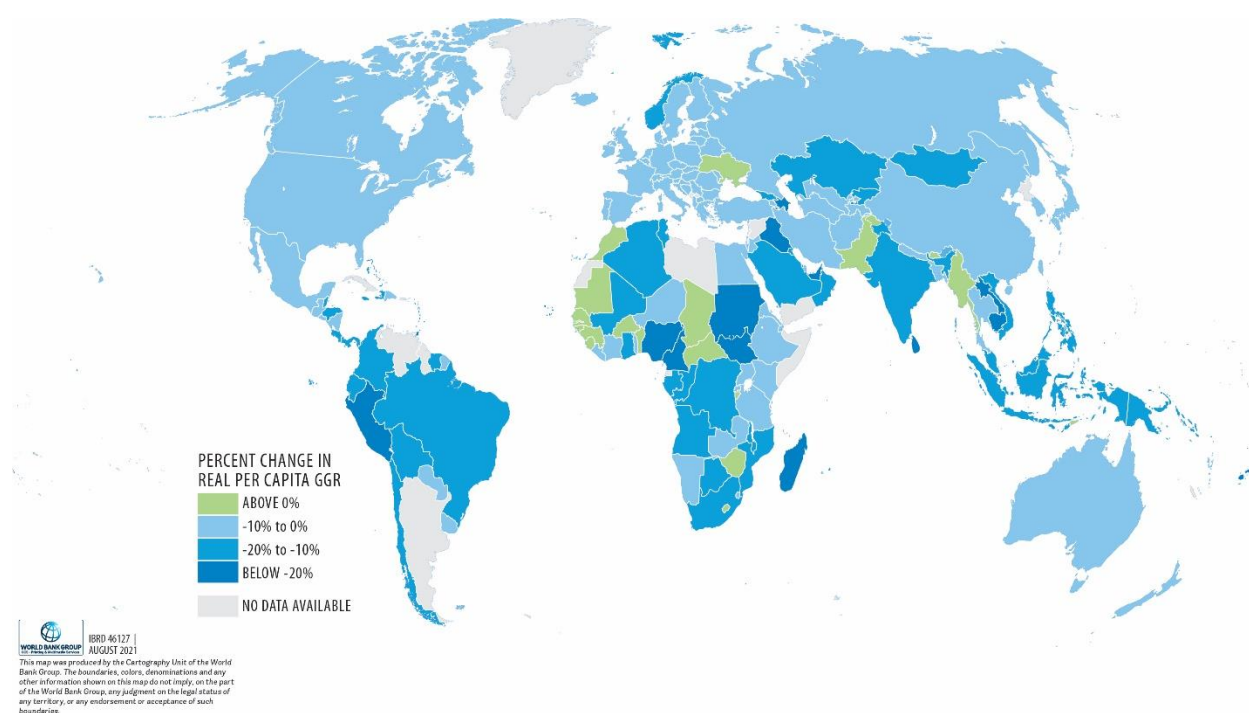 PERCENT CHANGE IN
REAL PER CAPITA GGR
ABOVE 0%
-10% to 0%
-20% to -10%
BELOW -20%
NO DATA AVAILABLE
WORLD BANK GROUP
IBRD 46127 |
AUGUST 2021
This map was produced by the Cartography Unit of the World
Bank Group. The boundaries, colors, denominations and any
other information shown on this map do not imply, on the part
of the World Bank Group, any judgment on the legal status of
any territory, or any endorsement or acceptance of such
boundaries.